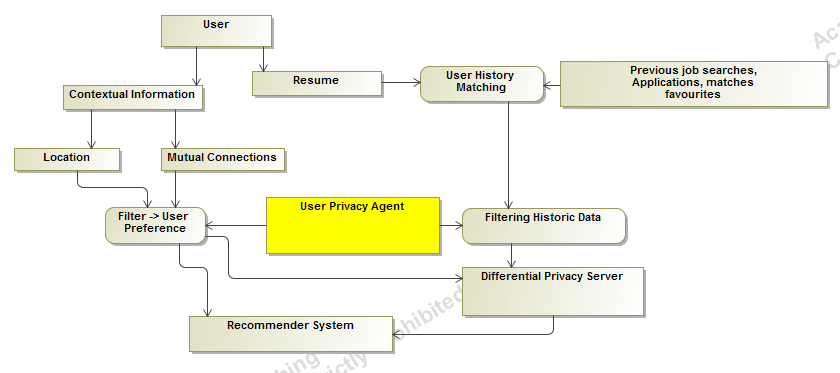 User
Resume
User History
Matching
Previous job searches,
Applications, matches
favourites
Contextual Information
Location
Mutual Connections
User Privacy Agent
Filter -> User
Preference
Filtering Historic Data
Differential Privacy Server
Recommender System